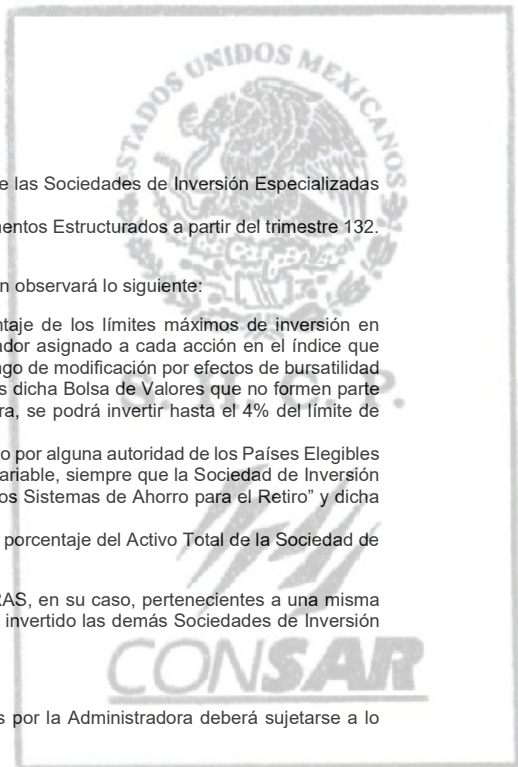 ESTADOS UNIDOS MEXICANOS
e las Sociedades de Inversión Especializadas
nentos Estructurados a partir del trimestre 132.
n observará lo siguiente:
ntaje de los límites máximos de inversión en
ador asignado a cada acción en el índice que
ngo de modificación por efectos de bursatilidad
s dicha Bolsa de Valores que no formen parte
ra, se podrá invertir hasta el 4% del límite de
S. H. C. P.
o por alguna autoridad de los Países Elegibles
ariable, siempre que la Sociedad de Inversión
os Sistemas de Ahorro para el Retiro” y dicha
porcentaje del Activo Total de la Sociedad de
RAS, en su caso, pertenecientes a una misma
invertido las demás Sociedades de Inversión
CONSAR
s por la Administradora deberá sujetarse a lo